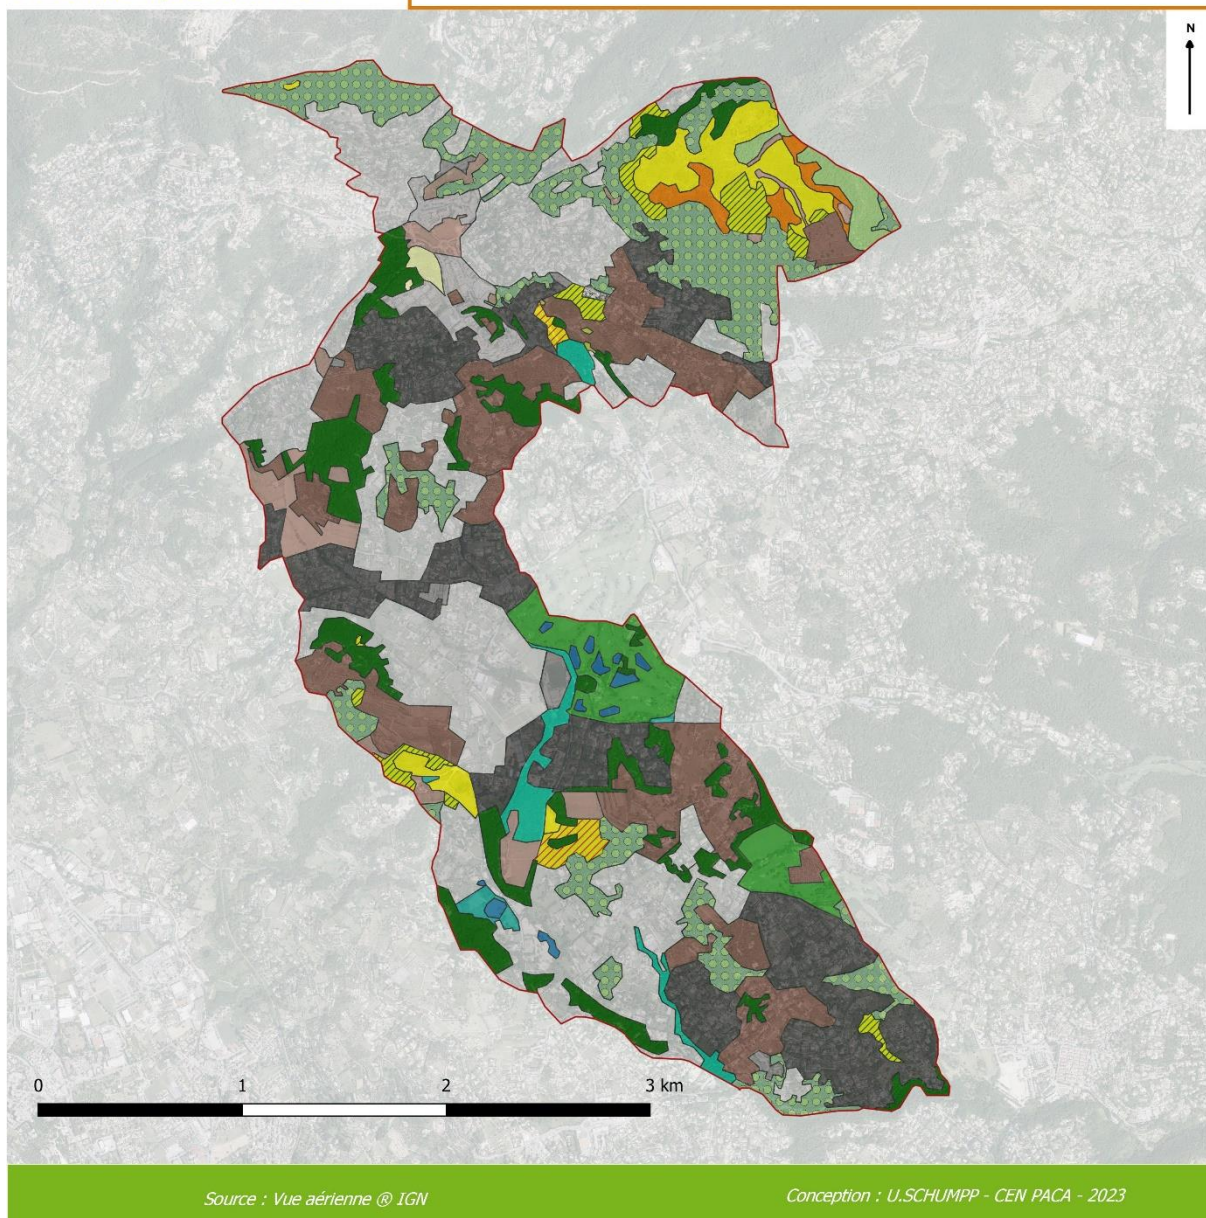 N
0 1 2 3 km
Source : Vue aérienne ® IGN
Conception : U.SCHUMPP - CEN PACA - 2023